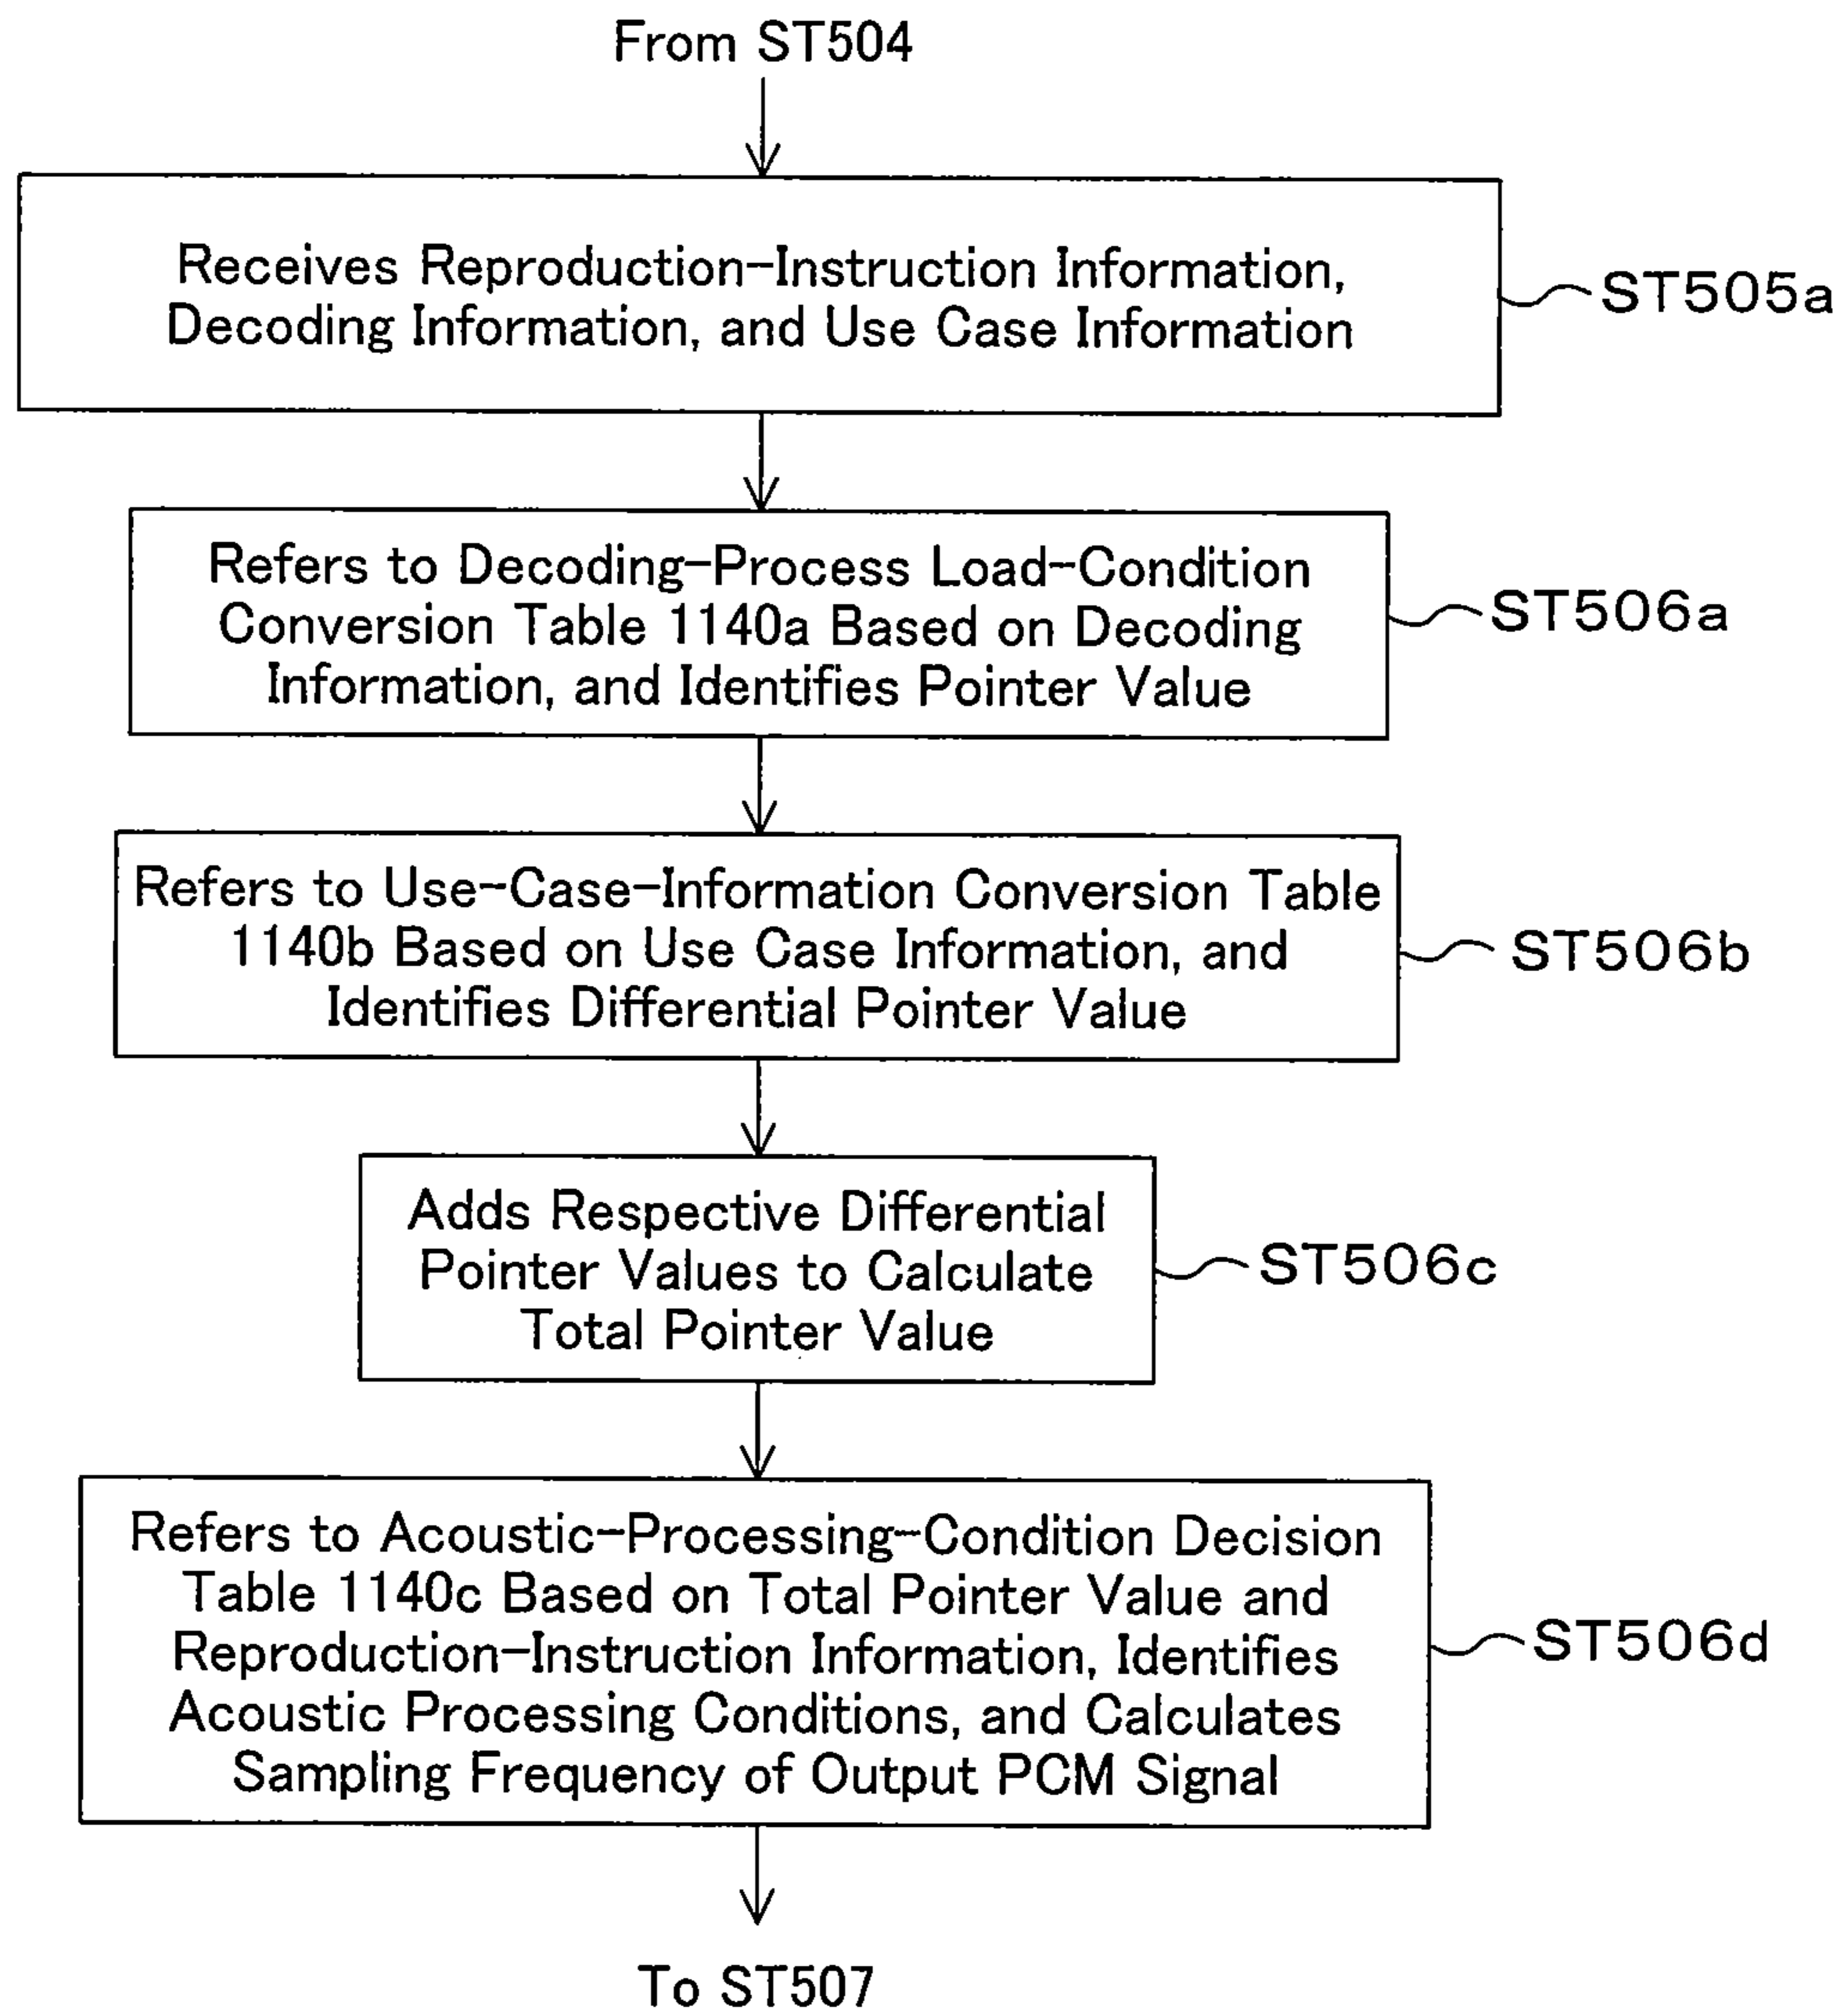 From ST504
Receives Reproduction-Instruction Information,
Decoding Information, and Use Case Information
ST505a
Refers to Decoding-Process Load-Condition
Conversion Table 1140a Based on Decoding
Information, and Identifies Pointer Value
ST506a
Refers to Use-Case-Information Conversion Table
1140b Based on Use Case Information, and
Identifies Differential Pointer Value
ST506b
Adds Respective Differential
Pointer Values to Calculate
Total Pointer Value
ST506c
Refers to Acoustic-Processing-Condition Decision
Table 1140c Based on Total Pointer Value and
Reproduction-Instruction Information, Identifies
Acoustic Processing Conditions, and Calculates
Sampling Frequency of Output PCM Signal
ST506d
To ST507